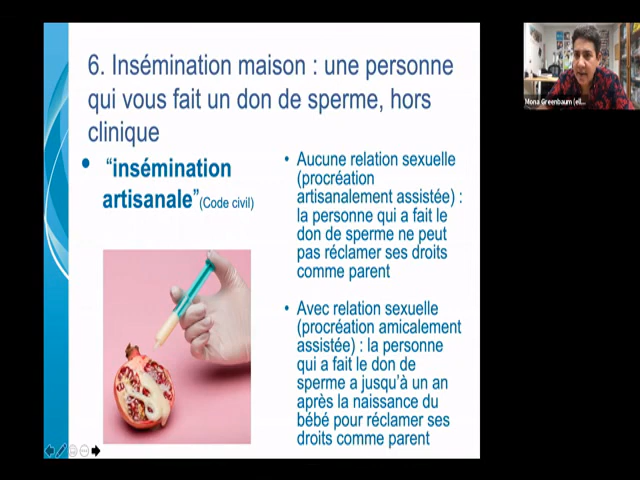 6. Insémination maison : une personne
qui vous fait un don de sperme, hors
clinique
• “insémination
artisanale”(Code civil)
• Aucune relation sexuelle
(procréation
artisanalement assistée) :
la personne qui a fait le
don de sperme ne peut
pas réclamer ses droits
comme parent
• Avec relation sexuelle
(procréation amicalement
assistée) : la personne
qui a fait le don de
sperme a jusqu’à un an
après la naissance du
bébé pour réclamer ses
droits comme parent
Mona Greenbaum (ell...